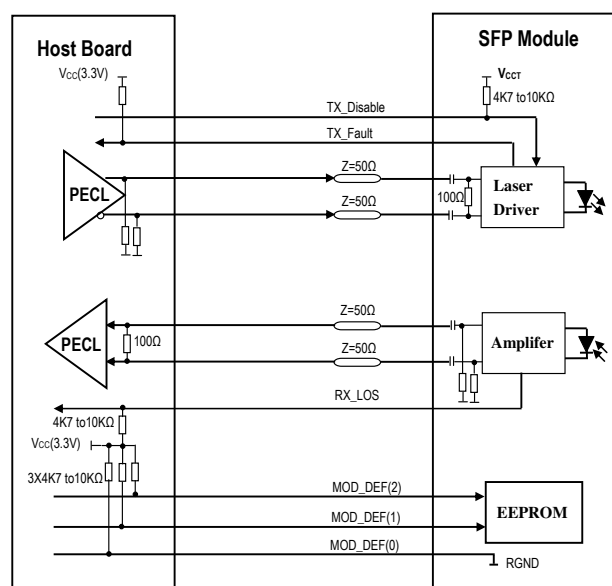 Host Board
SFP Module
Vcc(3.3V)
VCCT
4K7 to10KΩ
TX_Disable
TX_Fault
Z=50Ω
PECL
100Ω
Laser
Driver
Z=50Ω
Z=50Ω
PECL
100Ω
Amplifer
Z=50Ω
RX_LOS
4K7 to10KΩ
Vcc(3.3V)
3X4K7 to10KΩ
MOD_DEF(2)
EEPROM
MOD_DEF(1)
MOD_DEF(0)
RGND